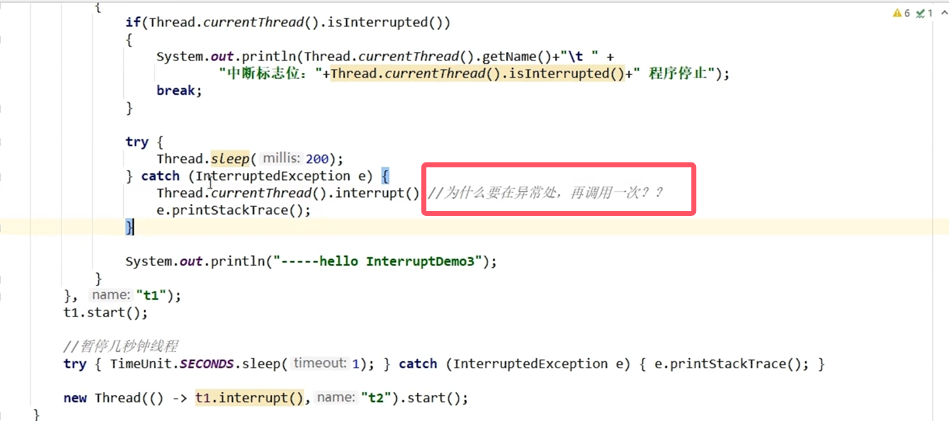 {
6 1
if(Thread.currentThread().isInterrupted())
{
System.out.println(Thread.currentThread().getName()+"\t " +
"中断标志位："+Thread.currentThread().isInterrupted()+" 程序停止");
break;
}
try {
Thread.sleep( millis: 200);
} catch (InterruptedException e) {
Thread.currentThread().interrupt() //为什么要在异常处，再调用一次？？
e.printStackTrace();
}
System.out.println("-----hello InterruptDemo3");
}
}, name: "t1");
t1.start();
//暂停几秒钟线程
try { TimeUnit.SECONDS.sleep( timeout: 1); } catch (InterruptedException e) { e.printStackTrace(); }
new Thread(() -> t1.interrupt(), name: "t2").start();
}